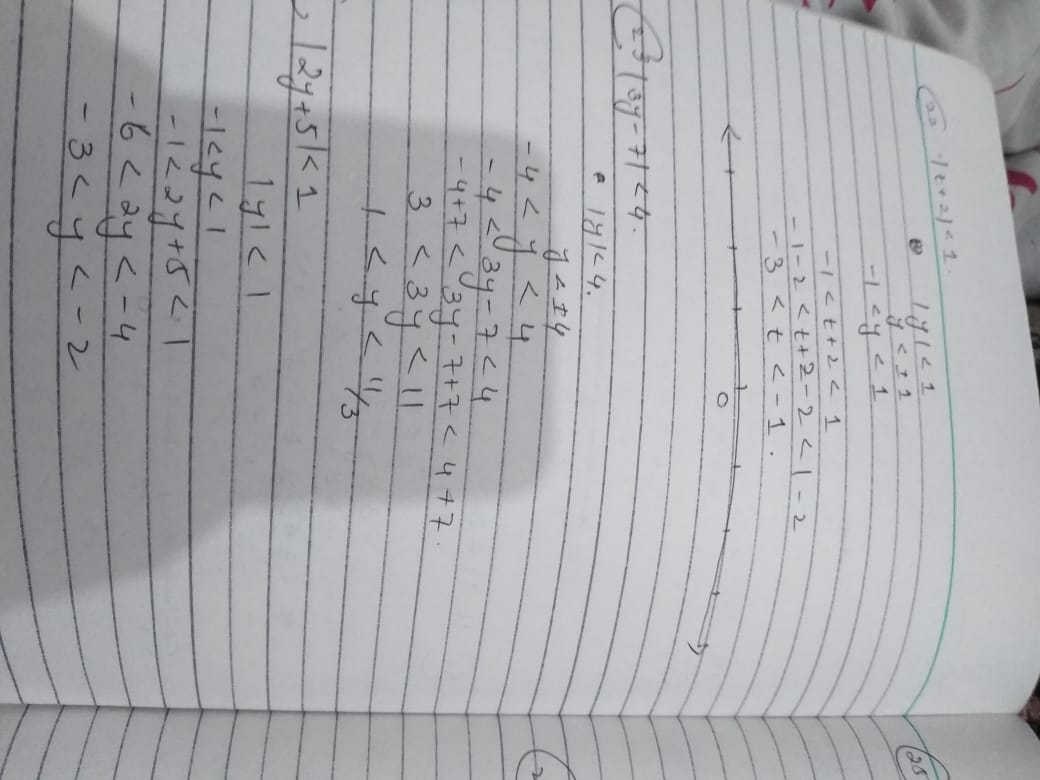 22 |t+2|<1.
|y|<1
y<±1
-1<y<1
-1<t+2<1
-1-2<t+2-2<1-2
-3<t<-1.
0
23 |3y-7|<4.
|y|<4.
y<±4
-4<y<4
-4<3y-7<4
-4+7<3y-7+7<4+7.
3<3y<11
1<y<11/3
|2y+5|<1
|y|<1
-1<y<1
-1<2y+5<1
-6<2y<-4
-3<y<-2
25